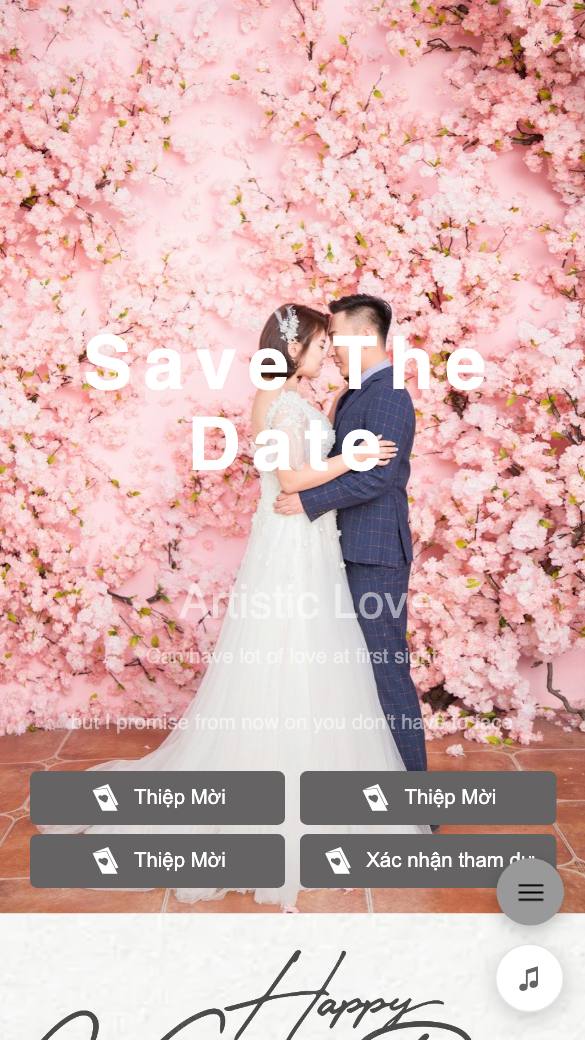 Save The
Date
Artistic Love
Can have lot of love at first sight
but I promise from now on you don't have to face
Thiệp Mời
Thiệp Mời
Thiệp Mời
Xác nhận tham dự
Happy